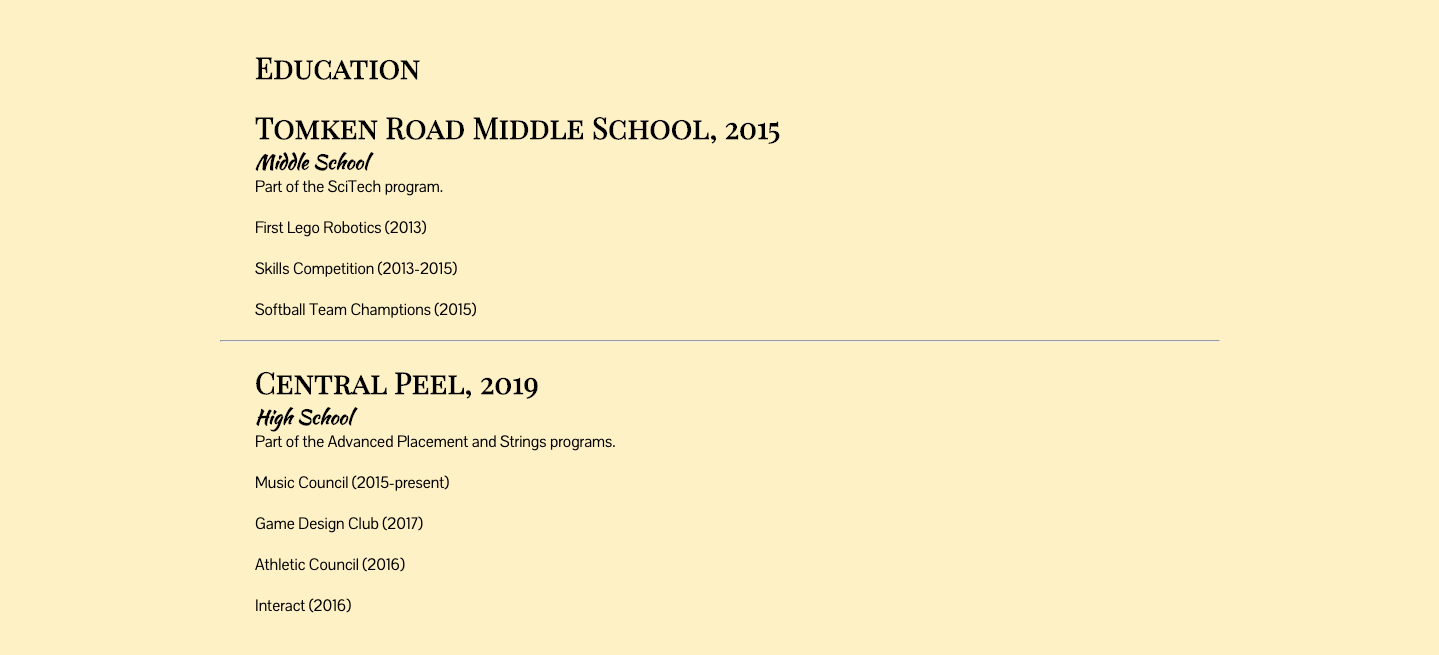 Education
Tomken Road Middle School, 2015
Middle School
Part of the SciTech program.
First Lego Robotics (2013)
Skills Competition (2013-2015)
Softball Team Champtions (2015)
Central Peel, 2019
High School
Part of the Advanced Placement and Strings programs.
Music Council (2015-present)
Game Design Club (2017)
Athletic Council (2016)
Interact (2016)